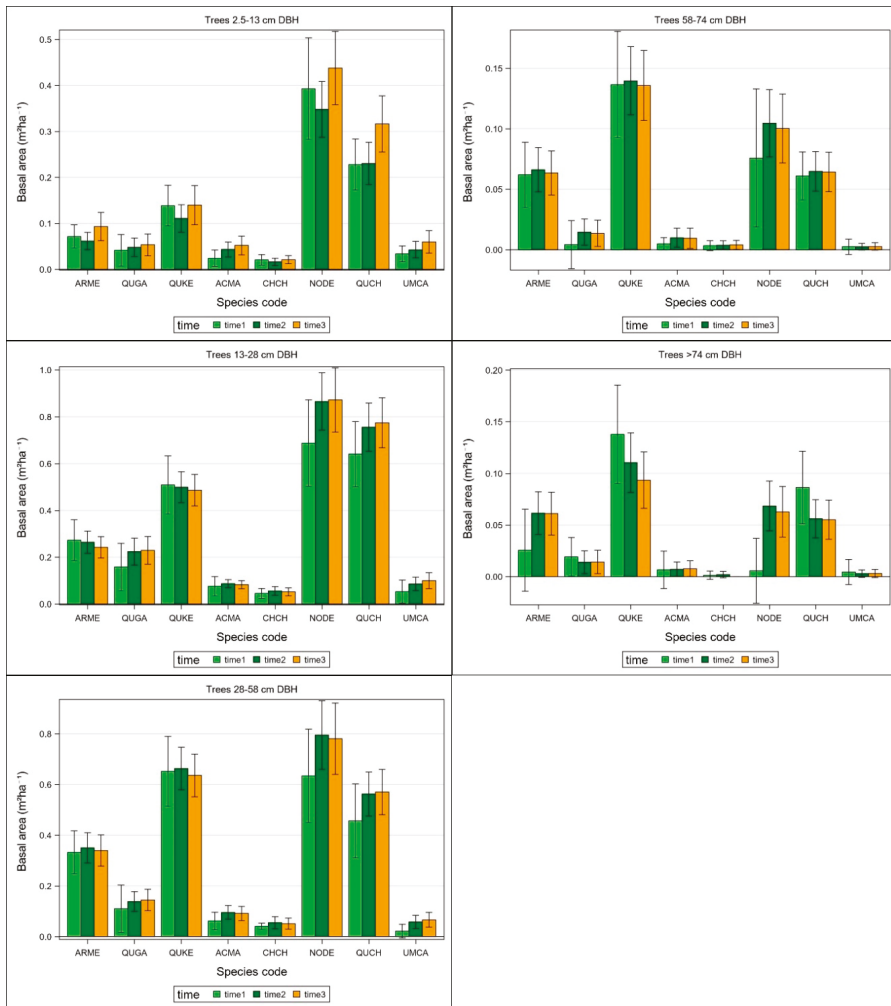 Trees 2.5-13 cm DBH
Basal area (m²ha⁻¹)
0.5
0.4
0.3
0.2
0.1
0.0
ARME QUGA QUKE ACMA CHCH NODE QUCH UMCA
Species code
time time1 time2 time3
Trees 58-74 cm DBH
Basal area (m²ha⁻¹)
0.15
0.10
0.05
0.00
ARME QUGA QUKE ACMA CHCH NODE QUCH UMCA
Species code
time time1 time2 time3
Trees 13-28 cm DBH
Basal area (m²ha⁻¹)
1.0
0.8
0.6
0.4
0.2
0.0
ARME QUGA QUKE ACMA CHCH NODE QUCH UMCA
Species code
time time1 time2 time3
Trees >74 cm DBH
Basal area (m²ha⁻¹)
0.20
0.15
0.10
0.05
0.00
ARME QUGA QUKE ACMA CHCH NODE QUCH UMCA
Species code
time time1 time2 time3
Trees 28-58 cm DBH
Basal area (m²ha⁻¹)
0.8
0.6
0.4
0.2
0.0
ARME QUGA QUKE ACMA CHCH NODE QUCH UMCA
Species code
time time1 time2 time3